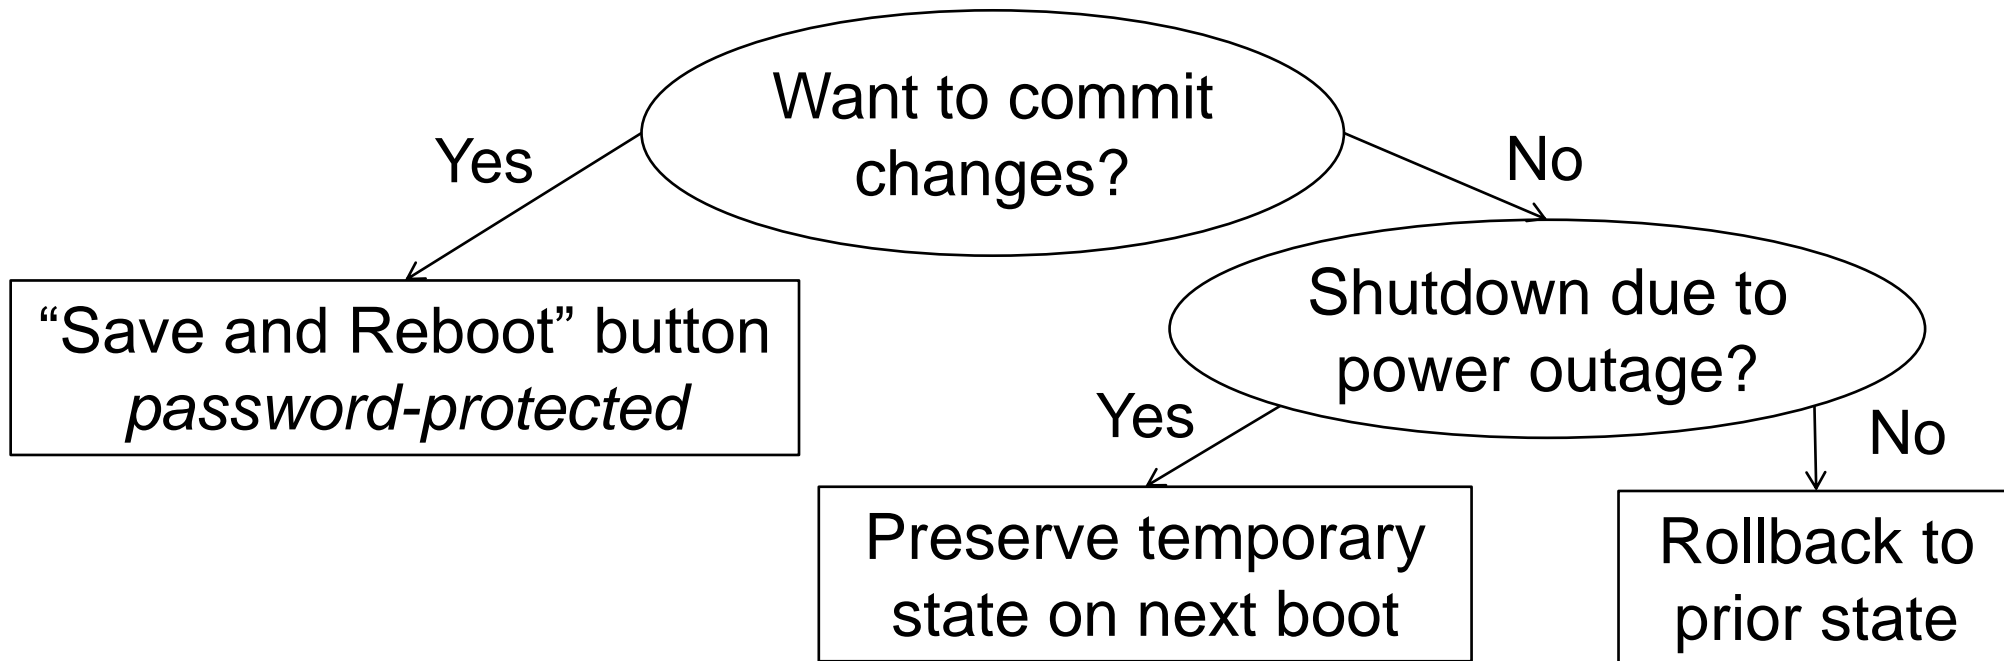 Want to commit
changes?
Yes
No
“Save and Reboot” button
password-protected
Shutdown due to
power outage?
Yes
No
Preserve temporary
state on next boot
Rollback to
prior state